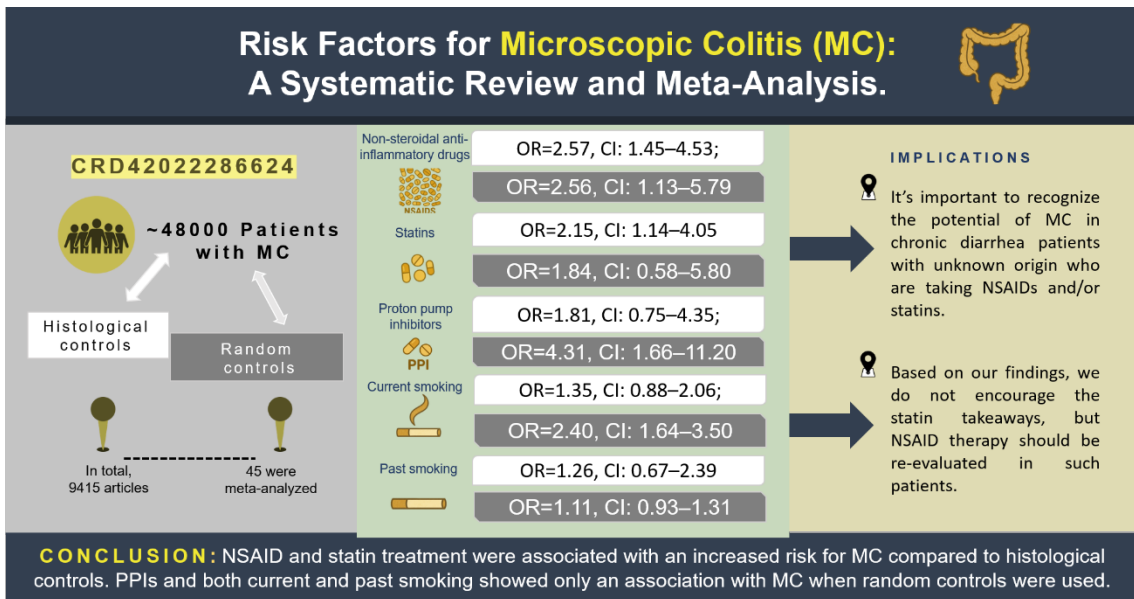 Risk Factors for Microscopic Colitis (MC):
A Systematic Review and Meta-Analysis.
CRD42022286624
~48000 Patients
with MC
Histological
controls
Random
controls
In total,
9415 articles
45 were
meta-analyzed
Non-steroidal anti-
inflammatory drugs
NSAIDS
OR=2.57, CI: 1.45–4.53;
OR=2.56, CI: 1.13–5.79
Statins
OR=2.15, CI: 1.14–4.05
OR=1.84, CI: 0.58–5.80
Proton pump
inhibitors
PPI
OR=1.81, CI: 0.75–4.35;
OR=4.31, CI: 1.66–11.20
Current smoking
OR=1.35, CI: 0.88–2.06;
OR=2.40, CI: 1.64–3.50
Past smoking
OR=1.26, CI: 0.67–2.39
OR=1.11, CI: 0.93–1.31
IMPLICATIONS
It's important to recognize
the potential of MC in
chronic diarrhea patients
with unknown origin who
are taking NSAIDs and/or
statins.
Based on our findings, we
do not encourage the
statin takeaways, but
NSAID therapy should be
re-evaluated in such
patients.
CONCLUSION: NSAID and statin treatment were associated with an increased risk for MC compared to histological
controls. PPIs and both current and past smoking showed only an association with MC when random controls were used.